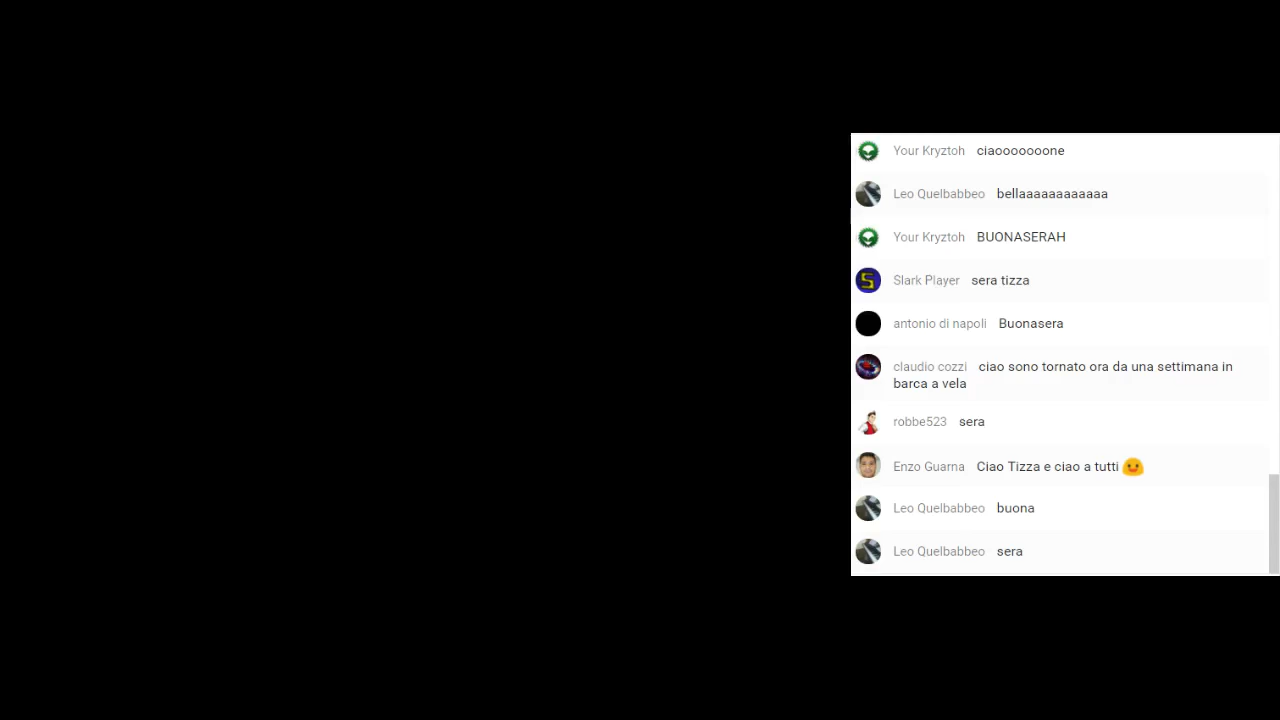 Your Kryztoh ciaooooooone
Leo Quelbabbeo bellaaaaaaaaaaaa
Your Kryztoh BUONASERAH
Slark Player sera tizza
antonio di napoli Buonasera
claudio cozzi ciao sono tornato ora da una settimana in
barca a vela
robbe523 sera
Enzo Guarna Ciao Tizza e ciao a tutti
Leo Quelbabbeo buona
Leo Quelbabbeo sera